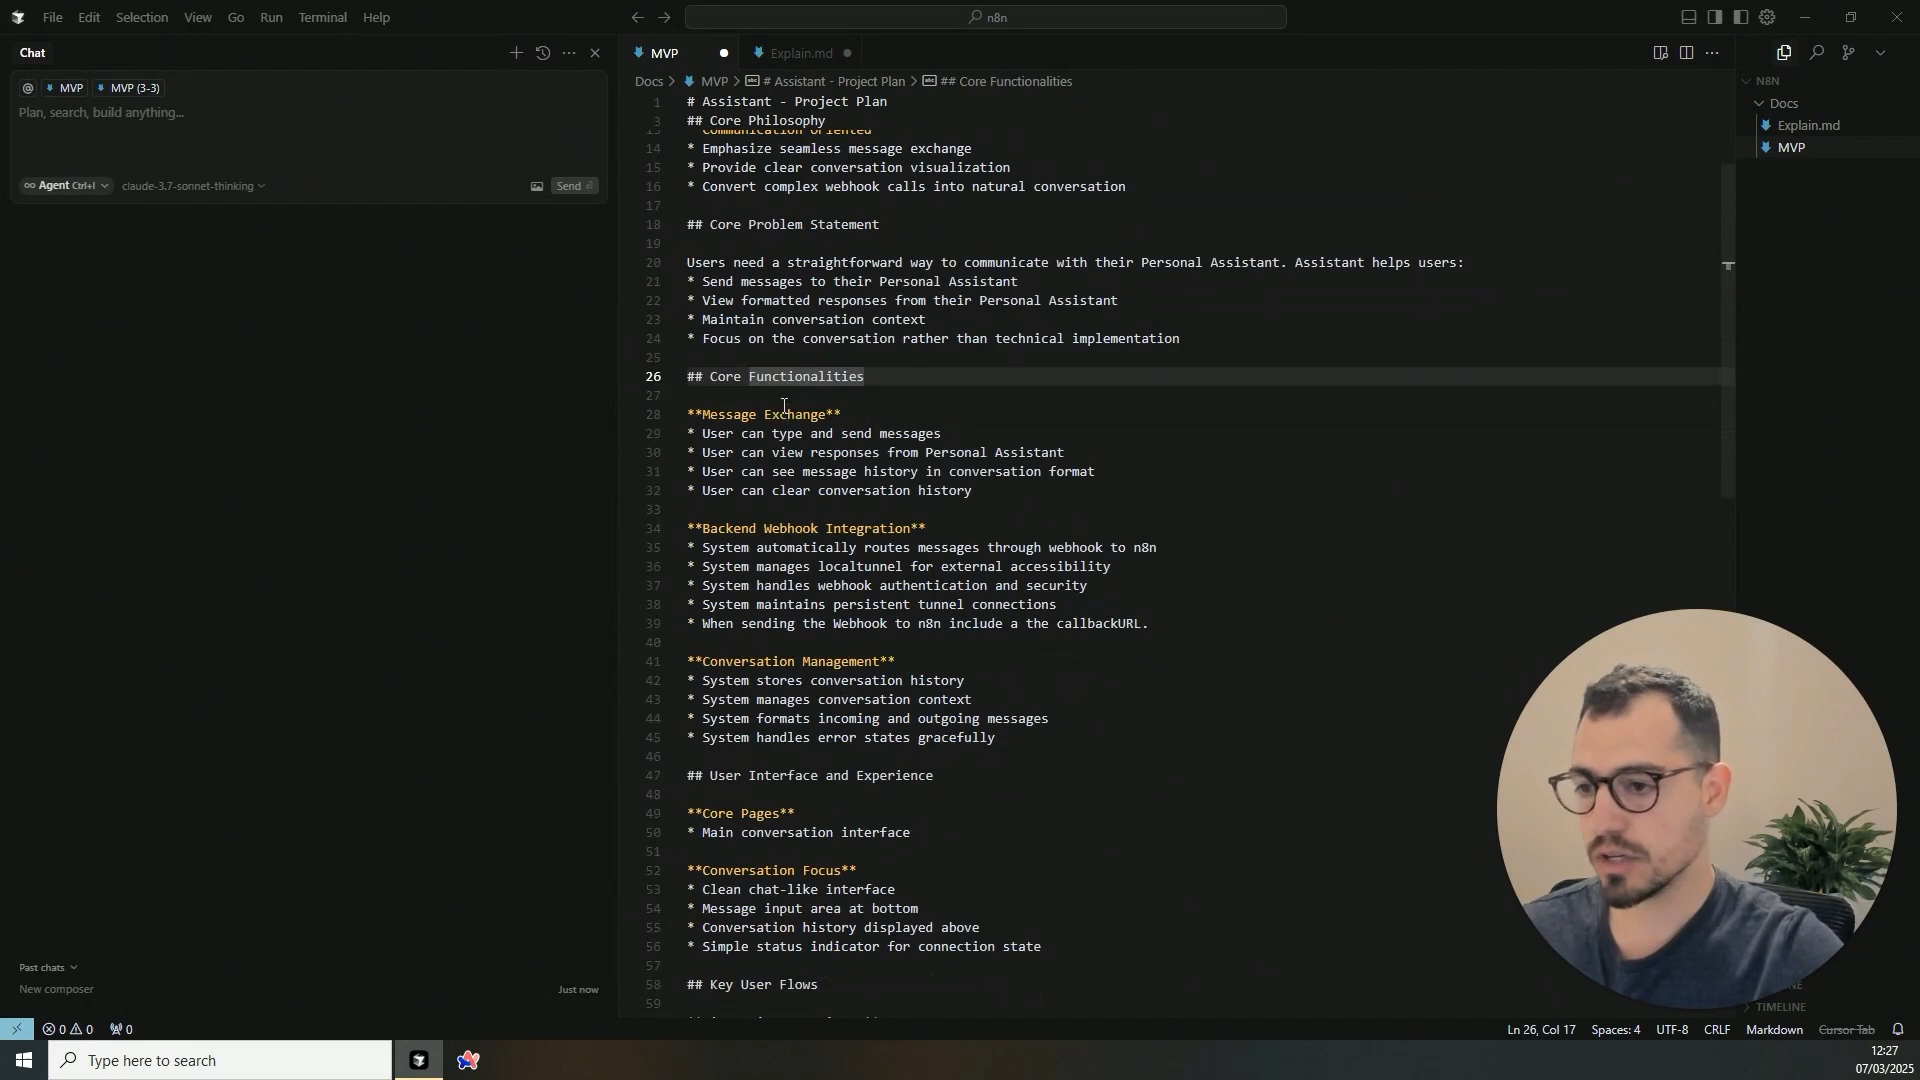 File Edit Selection View Go Run Terminal Help
n8n
Chat
MVP
Explain.md
@ MVP MVP (3-3)
Plan, search, build anything...
Agent Ctrl+I claude-3.7-sonnet-thinking
Send
Past chats
New composer Just now
Docs > MVP > # Assistant - Project Plan > ## Core Functionalities
1 # Assistant - Project Plan
3 ## Core Philosophy
13 **Communication Oriented**
14 * Emphasize seamless message exchange
15 * Provide clear conversation visualization
16 * Convert complex webhook calls into natural conversation
17
18 ## Core Problem Statement
19
20 Users need a straightforward way to communicate with their Personal Assistant. Assistant helps users:
21 * Send messages to their Personal Assistant
22 * View formatted responses from their Personal Assistant
23 * Maintain conversation context
24 * Focus on the conversation rather than technical implementation
25
26 ## Core Functionalities
27
28 **Message Exchange**
29 * User can type and send messages
30 * User can view responses from Personal Assistant
31 * User can see message history in conversation format
32 * User can clear conversation history
33
34 **Backend Webhook Integration**
35 * System automatically routes messages through webhook to n8n
36 * System manages localtunnel for external accessibility
37 * System handles webhook authentication and security
38 * System maintains persistent tunnel connections
39 * When sending the Webhook to n8n include a the callbackURL.
40
41 **Conversation Management**
42 * System stores conversation history
43 * System manages conversation context
44 * System formats incoming and outgoing messages
45 * System handles error states gracefully
46
47 ## User Interface and Experience
48
49 **Core Pages**
50 * Main conversation interface
51
52 **Conversation Focus**
53 * Clean chat-like interface
54 * Message input area at bottom
55 * Conversation history displayed above
56 * Simple status indicator for connection state
57
58 ## Key User Flows
59
N8N
Docs
Explain.md
MVP
TIMELINE
0 0 0
Ln 26, Col 17 Spaces: 4 UTF-8 CRLF Markdown Cursor Tab
Type here to search
12:27
07/03/2025